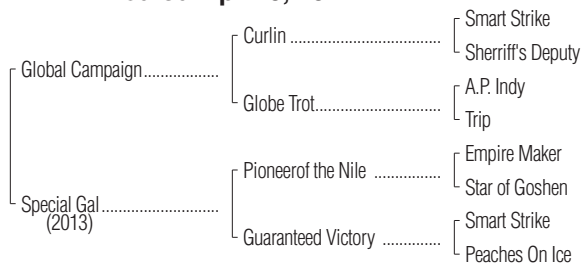 Smart Strike
Curlin
Sherriff's Deputy
Global Campaign
A.P. Indy
Globe Trot
Trip
Empire Maker
Pioneerof the Nile
Star of Goshen
Special Gal
(2013)
Smart Strike
Guaranteed Victory
Peaches On Ice